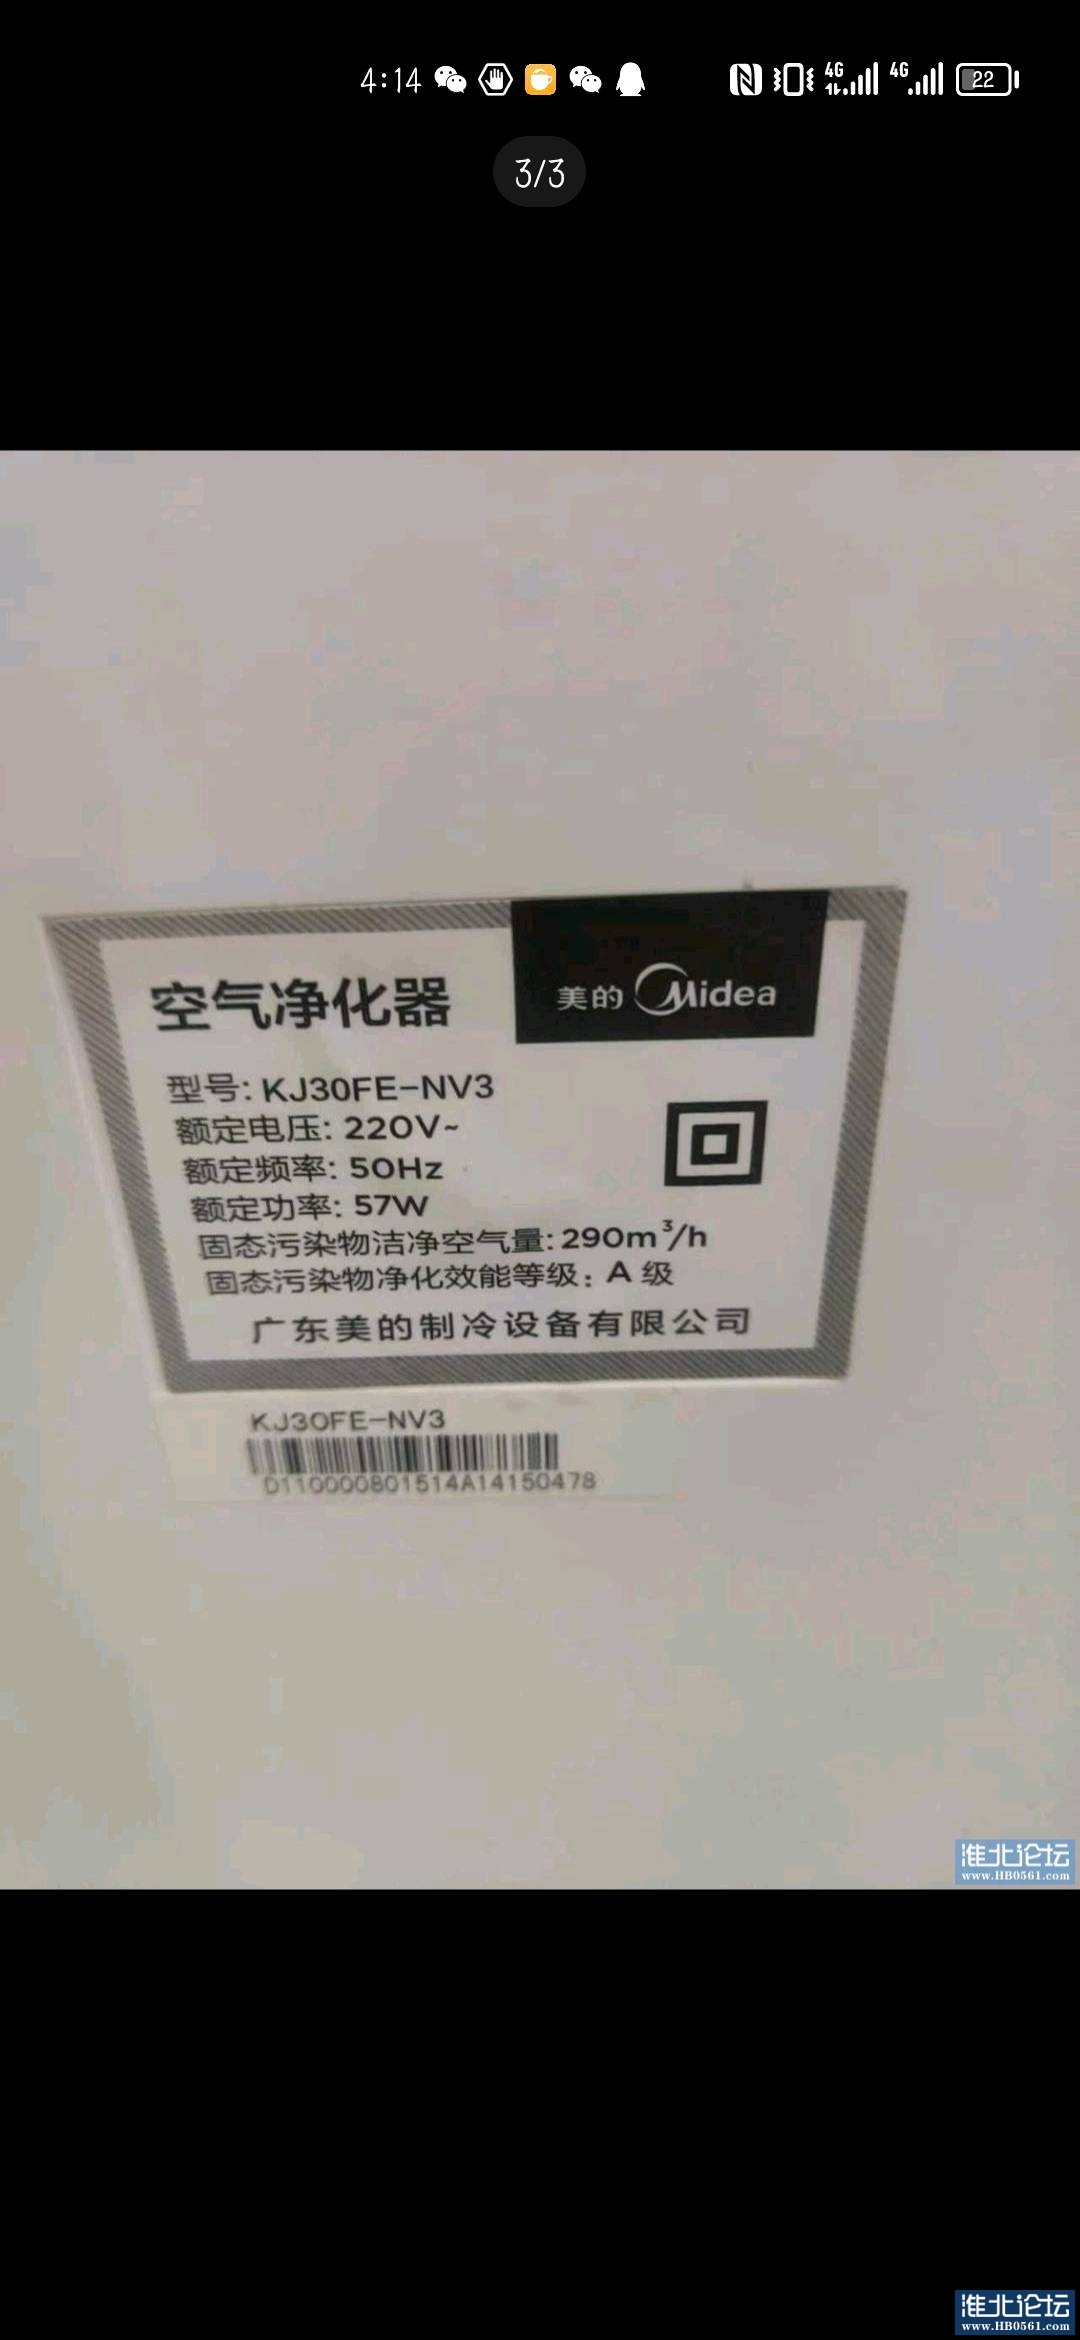 4:14
4G
4G
22
3/3
空气净化器
美的 Midea
型号: KJ30FE-NV3
额定电压: 220V~
额定频率: 50Hz
额定功率: 57W
固态污染物洁净空气量: 290m³/h
固态污染物净化效能等级: A 级
广东美的制冷设备有限公司
KJ30FE-NV3
D110000801514A14150478
淮北论坛
www.HB0561.com
淮北论坛
www.HB0561.com